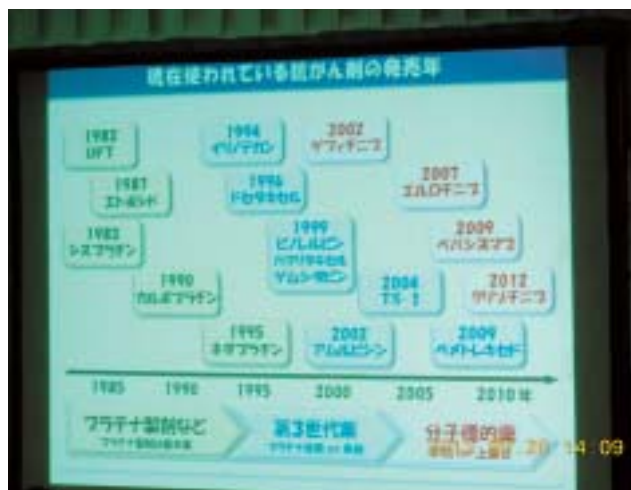 現在使われている抗がん剤の発売年
1983
UFT
1994
イリノテカン
2002
ゲフィチニブ
1987
エトポシド
1996
ドセタキセル
2007
エルロチニブ
1983
シスプラチン
1999
ビノレルビン
パクリタキセル
ゲムシタビン
2009
ベバシズマブ
1990
カルボプラチン
2004
TS-1
2012
クリゾチニブ
1995
ネダプラチン
2002
アムルビシン
2009
ペメトレキセド
1985 1990 1995 2000 2005 2010年
プラチナ製剤など
第3世代薬
分子標的薬
14:09